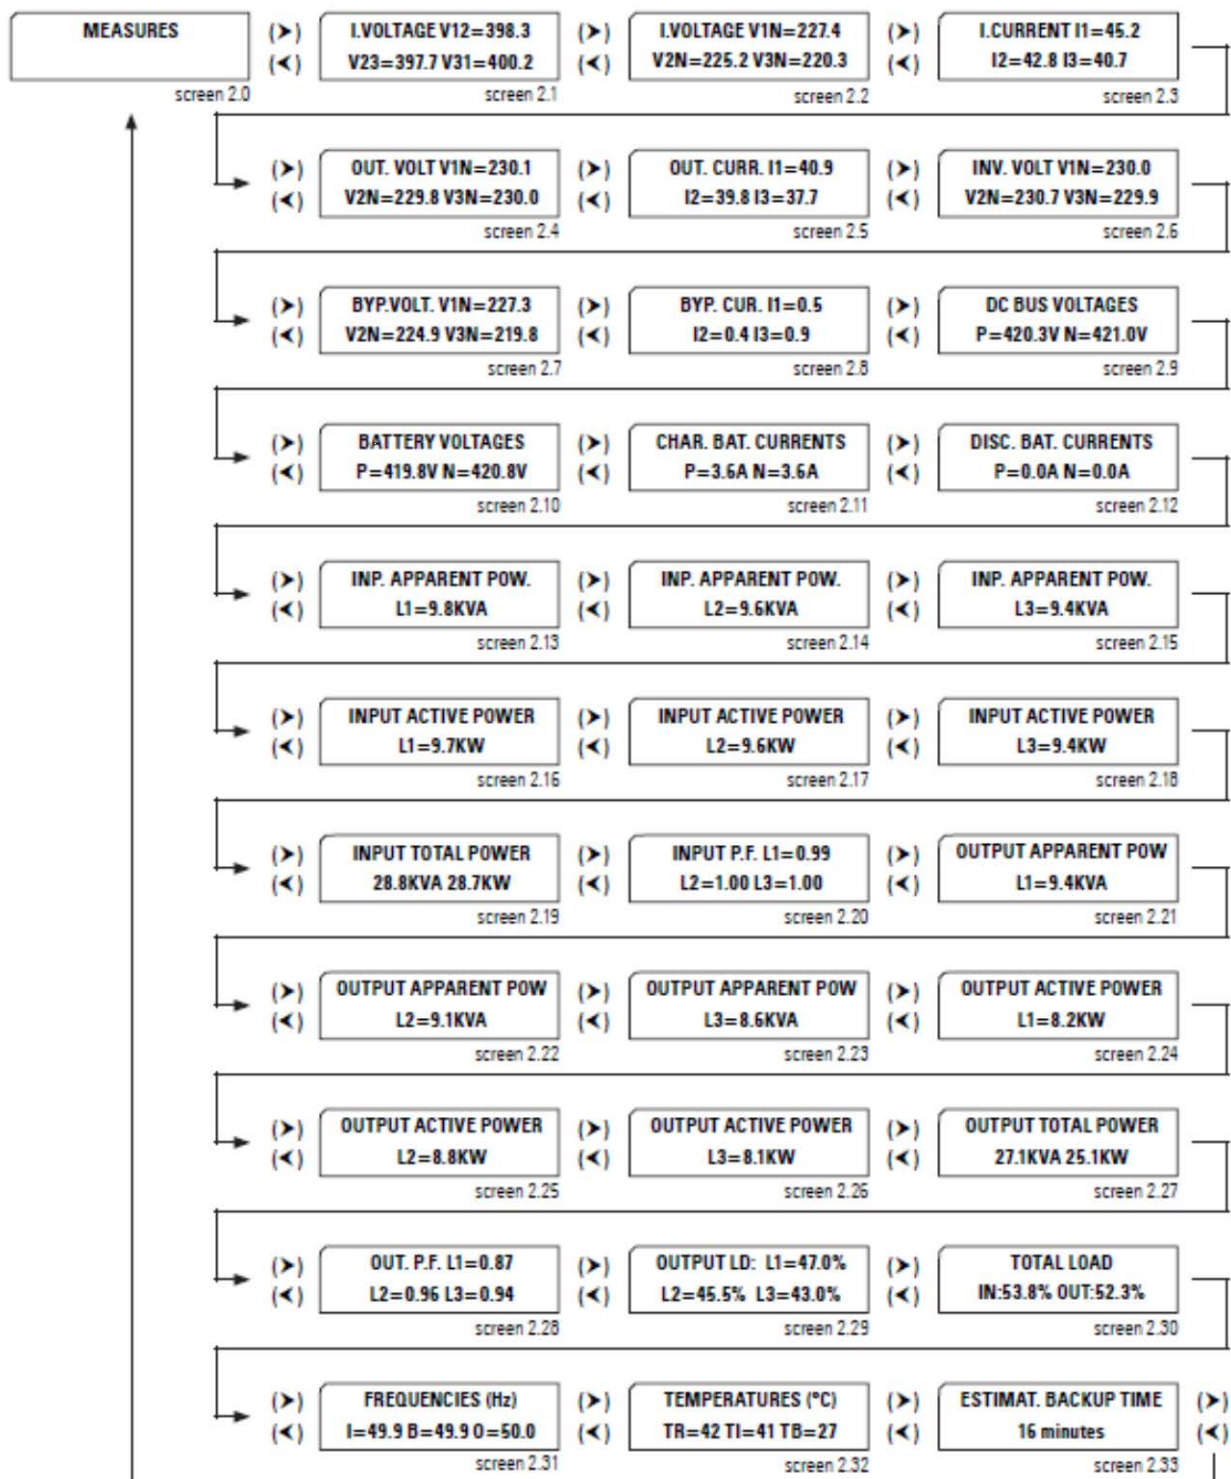 MEASURES
screen 2.0
(➤) (⮜)
I.VOLTAGE V12=398.3
V23=397.7 V31=400.2
screen 2.1
(➤) (⮜)
I.VOLTAGE V1N=227.4
V2N=225.2 V3N=220.3
screen 2.2
(➤) (⮜)
I.CURRENT I1=45.2
I2=42.8 I3=40.7
screen 2.3
(➤) (⮜)
OUT. VOLT V1N=230.1
V2N=229.8 V3N=230.0
screen 2.4
(➤) (⮜)
OUT. CURR. I1=40.9
I2=39.8 I3=37.7
screen 2.5
(➤) (⮜)
INV. VOLT V1N=230.0
V2N=230.7 V3N=229.9
screen 2.6
(➤) (⮜)
BYP.VOLT. V1N=227.3
V2N=224.9 V3N=219.8
screen 2.7
(➤) (⮜)
BYP. CUR. I1=0.5
I2=0.4 I3=0.9
screen 2.8
(➤) (⮜)
DC BUS VOLTAGES
P=420.3V N=421.0V
screen 2.9
(➤) (⮜)
BATTERY VOLTAGES
P=419.8V N=420.8V
screen 2.10
(➤) (⮜)
CHAR. BAT. CURRENTS
P=3.6A N=3.6A
screen 2.11
(➤) (⮜)
DISC. BAT. CURRENTS
P=0.0A N=0.0A
screen 2.12
(➤) (⮜)
INP. APPARENT POW.
L1=9.8KVA
screen 2.13
(➤) (⮜)
INP. APPARENT POW.
L2=9.6KVA
screen 2.14
(➤) (⮜)
INP. APPARENT POW.
L3=9.4KVA
screen 2.15
(➤) (⮜)
INPUT ACTIVE POWER
L1=9.7KW
screen 2.16
(➤) (⮜)
INPUT ACTIVE POWER
L2=9.6KW
screen 2.17
(➤) (⮜)
INPUT ACTIVE POWER
L3=9.4KW
screen 2.18
(➤) (⮜)
INPUT TOTAL POWER
28.8KVA 28.7KW
screen 2.19
(➤) (⮜)
INPUT P.F. L1=0.99
L2=1.00 L3=1.00
screen 2.20
(➤) (⮜)
OUTPUT APPARENT POW
L1=9.4KVA
screen 2.21
(➤) (⮜)
OUTPUT APPARENT POW
L2=9.1KVA
screen 2.22
(➤) (⮜)
OUTPUT APPARENT POW
L3=8.6KVA
screen 2.23
(➤) (⮜)
OUTPUT ACTIVE POWER
L1=8.2KW
screen 2.24
(➤) (⮜)
OUTPUT ACTIVE POWER
L2=8.8KW
screen 2.25
(➤) (⮜)
OUTPUT ACTIVE POWER
L3=8.1KW
screen 2.26
(➤) (⮜)
OUTPUT TOTAL POWER
27.1KVA 25.1KW
screen 2.27
(➤) (⮜)
OUT. P.F. L1=0.87
L2=0.96 L3=0.94
screen 2.28
(➤) (⮜)
OUTPUT LD: L1=47.0%
L2=45.5% L3=43.0%
screen 2.29
(➤) (⮜)
TOTAL LOAD
IN:53.8% OUT:52.3%
screen 2.30
(➤) (⮜)
FREQUENCIES (Hz)
I=49.9 B=49.9 O=50.0
screen 2.31
(➤) (⮜)
TEMPERATURES (°C)
TR=42 TI=41 TB=27
screen 2.32
(➤) (⮜)
ESTIMAT. BACKUP TIME
16 minutes
screen 2.33
(➤) (⮜)